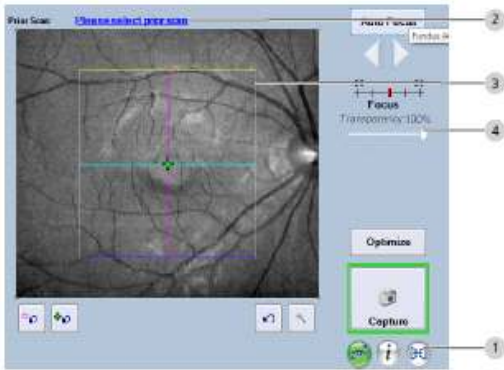 Prior Scan: Please select prior scan
Auto Focus
Fundus
Focus
Transparency: 100%
Optimize
Capture
i
2
3
4
1